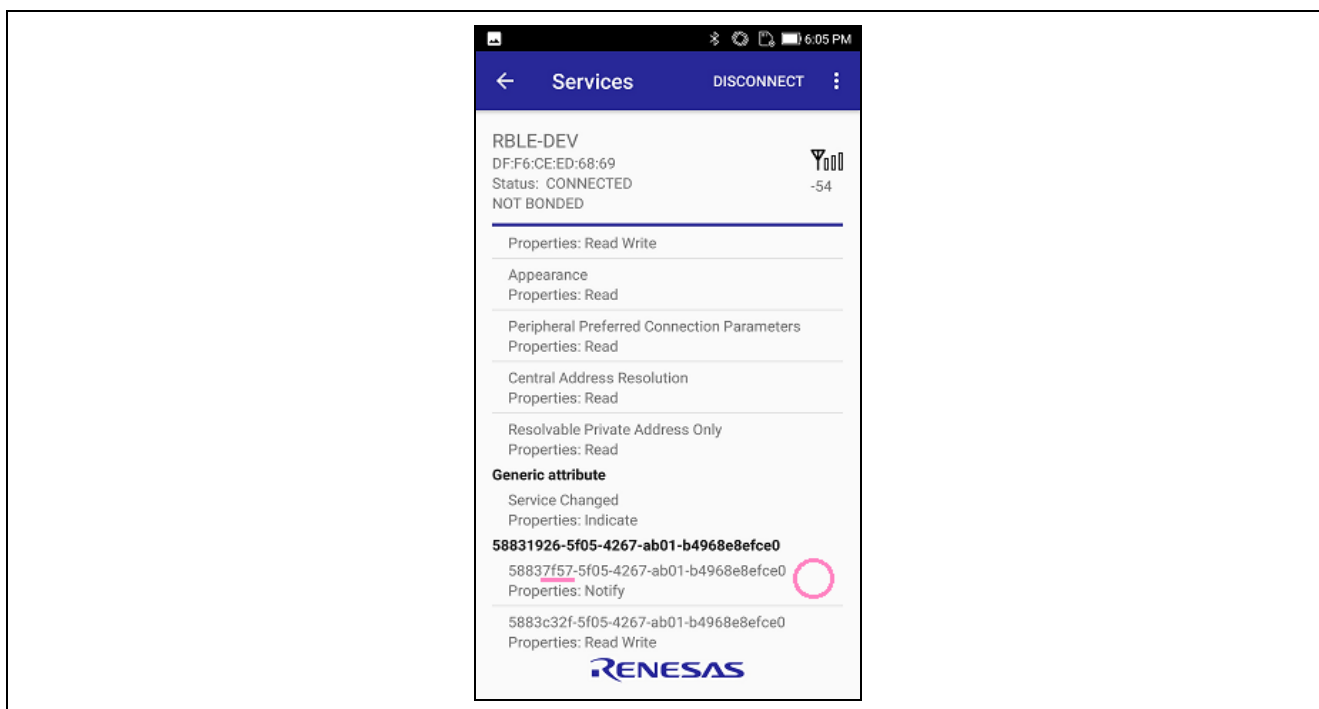 6:05 PM
Services DISCONNECT
RBLE-DEV
DF:F6:CE:ED:68:69
Status: CONNECTED
-54
NOT BONDED
Properties: Read Write
Appearance
Properties: Read
Peripheral Preferred Connection Parameters
Properties: Read
Central Address Resolution
Properties: Read
Resolvable Private Address Only
Properties: Read
Generic attribute
Service Changed
Properties: Indicate
58831926-5f05-4267-ab01-b4968e8efce0
58837f57-5f05-4267-ab01-b4968e8efce0
Properties: Notify
5883c32f-5f05-4267-ab01-b4968e8efce0
Properties: Read Write
RENESAS